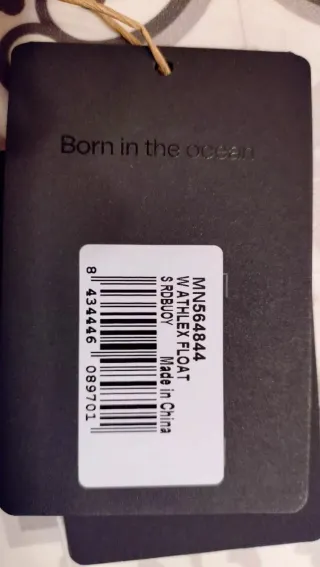 Born in the ocean
MN564844
W ATHLEX FLOAT
S RDBUOY Made in China
8 434446 089701